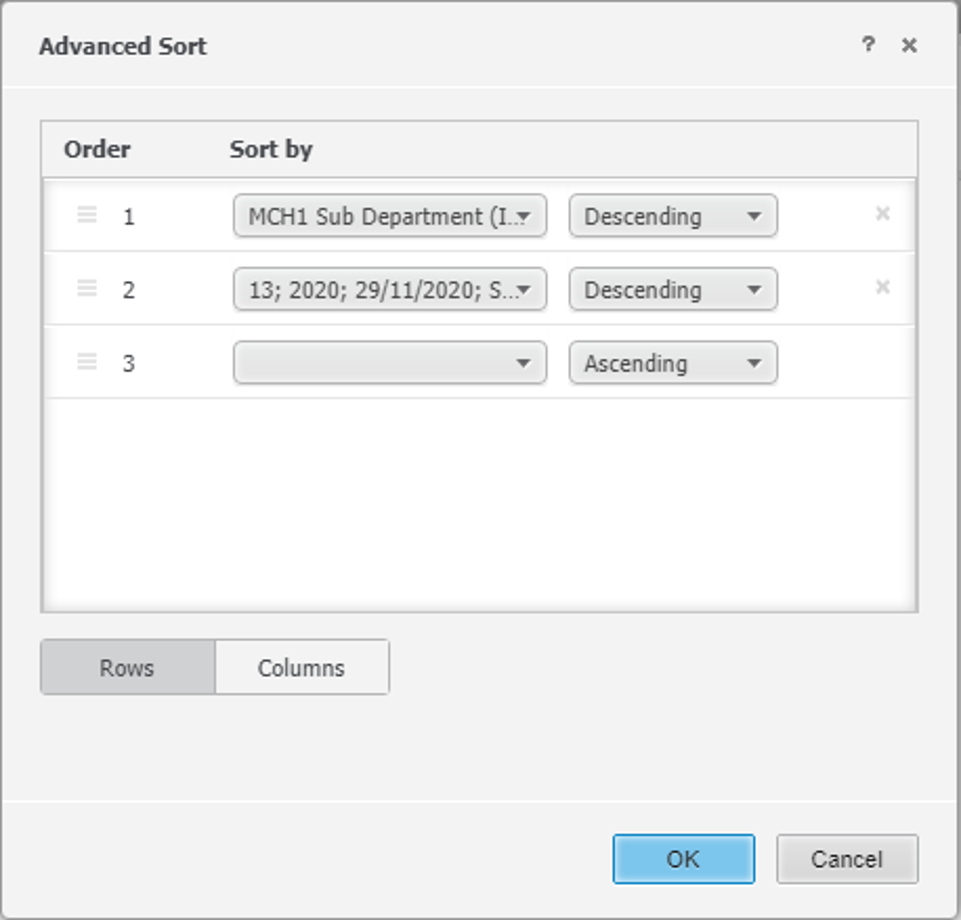 Advanced Sort ? ×
Order Sort by
1 MCH1 Sub Department (I... Descending ×
2 13; 2020; 29/11/2020; S... Descending ×
3 Ascending
Rows Columns
OK Cancel